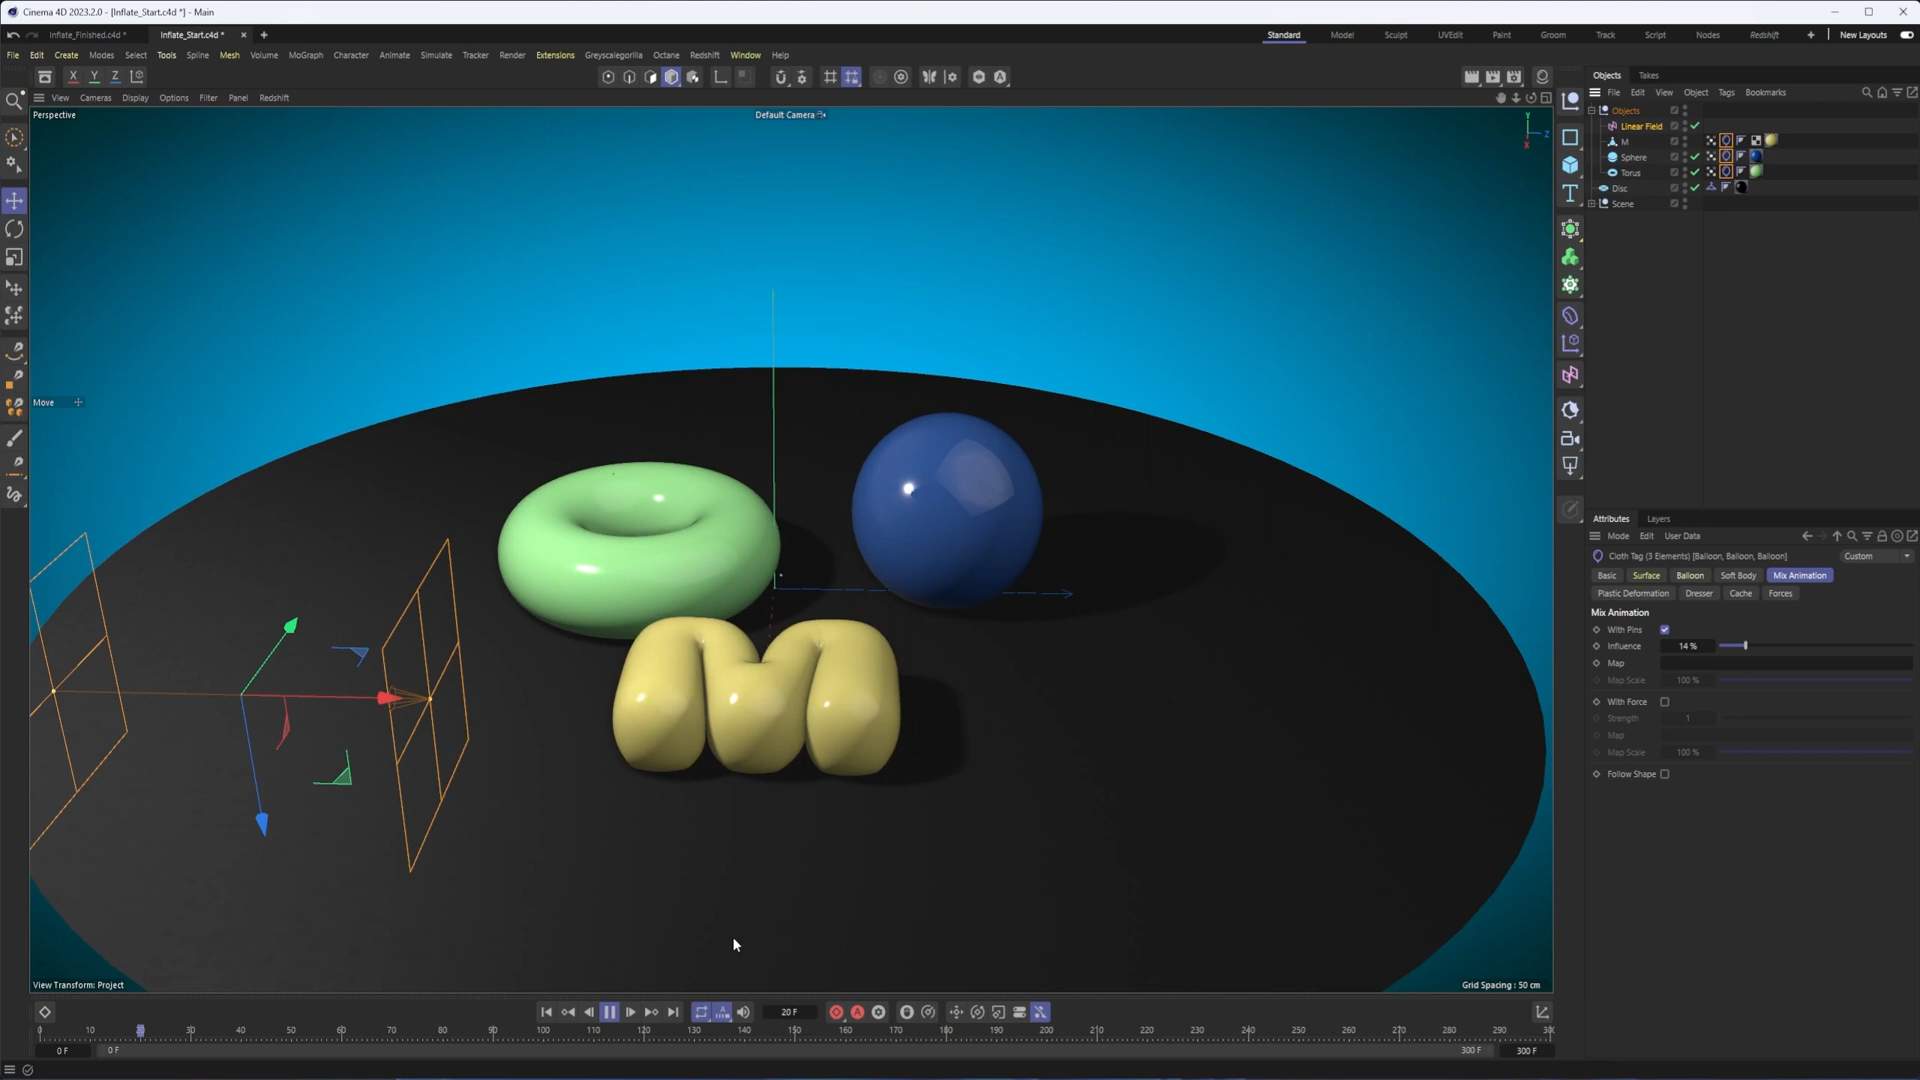 Cinema 4D 2023.2.0 - [Inflate_Start.c4d *] - Main
Inflate_Finished.c4d * Inflate_Start.c4d * Standard Model Sculpt UVEdit Paint Groom Track Script Nodes Redshift New Layouts
File Edit Create Modes Select Tools Spline Mesh Volume MoGraph Character Animate Simulate Tracker Render Extensions Greyscalegorilla Octane Redshift Window Help
X Y Z Objects Takes
View Cameras Display Options Filter Panel Redshift File Edit View Object Tags Bookmarks
Perspective Default Camera
Y
Z
X
Objects
Linear Field
M
Sphere
Torus
Disc
Scene
Move
Attributes Layers
Mode Edit User Data
Cloth Tag (3 Elements) [Balloon, Balloon, Balloon] Custom
Basic Surface Balloon Soft Body Mix Animation
Plastic Deformation Dresser Cache Forces
Mix Animation
With Pins
Influence 14 %
Map
Map Scale 100 %
With Force
Strength 1
Map
Map Scale 100 %
Follow Shape
View Transform: Project Grid Spacing : 50 cm
20 F
0 10 30 40 50 60 70 80 90 100 110 120 130 140 150 160 170 180 190 200 210 220 230 240 250 260 270 280 290 30
0 F 0 F 300 F 300 F